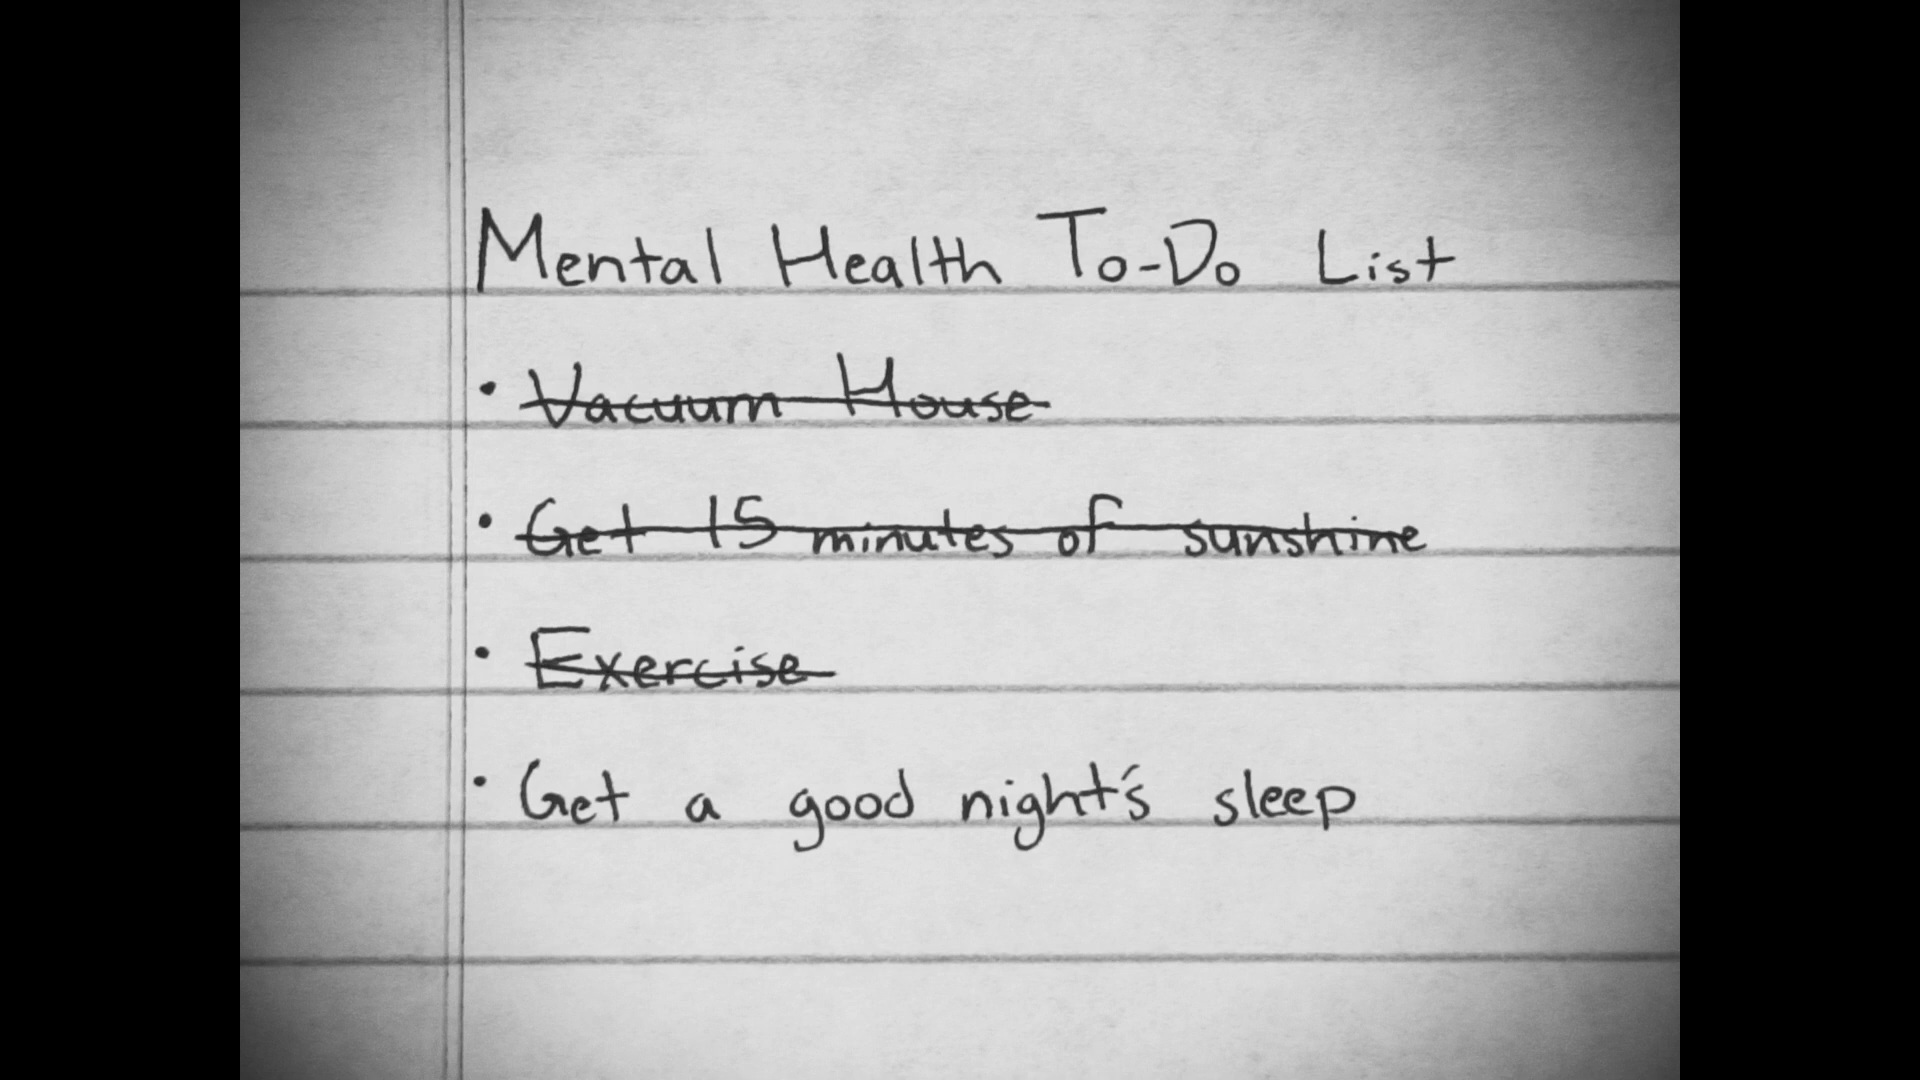 Mental Health To-Do List
• Vacuum House
• Get 15 minutes of sunshine
• Exercise
• Get a good night's sleep